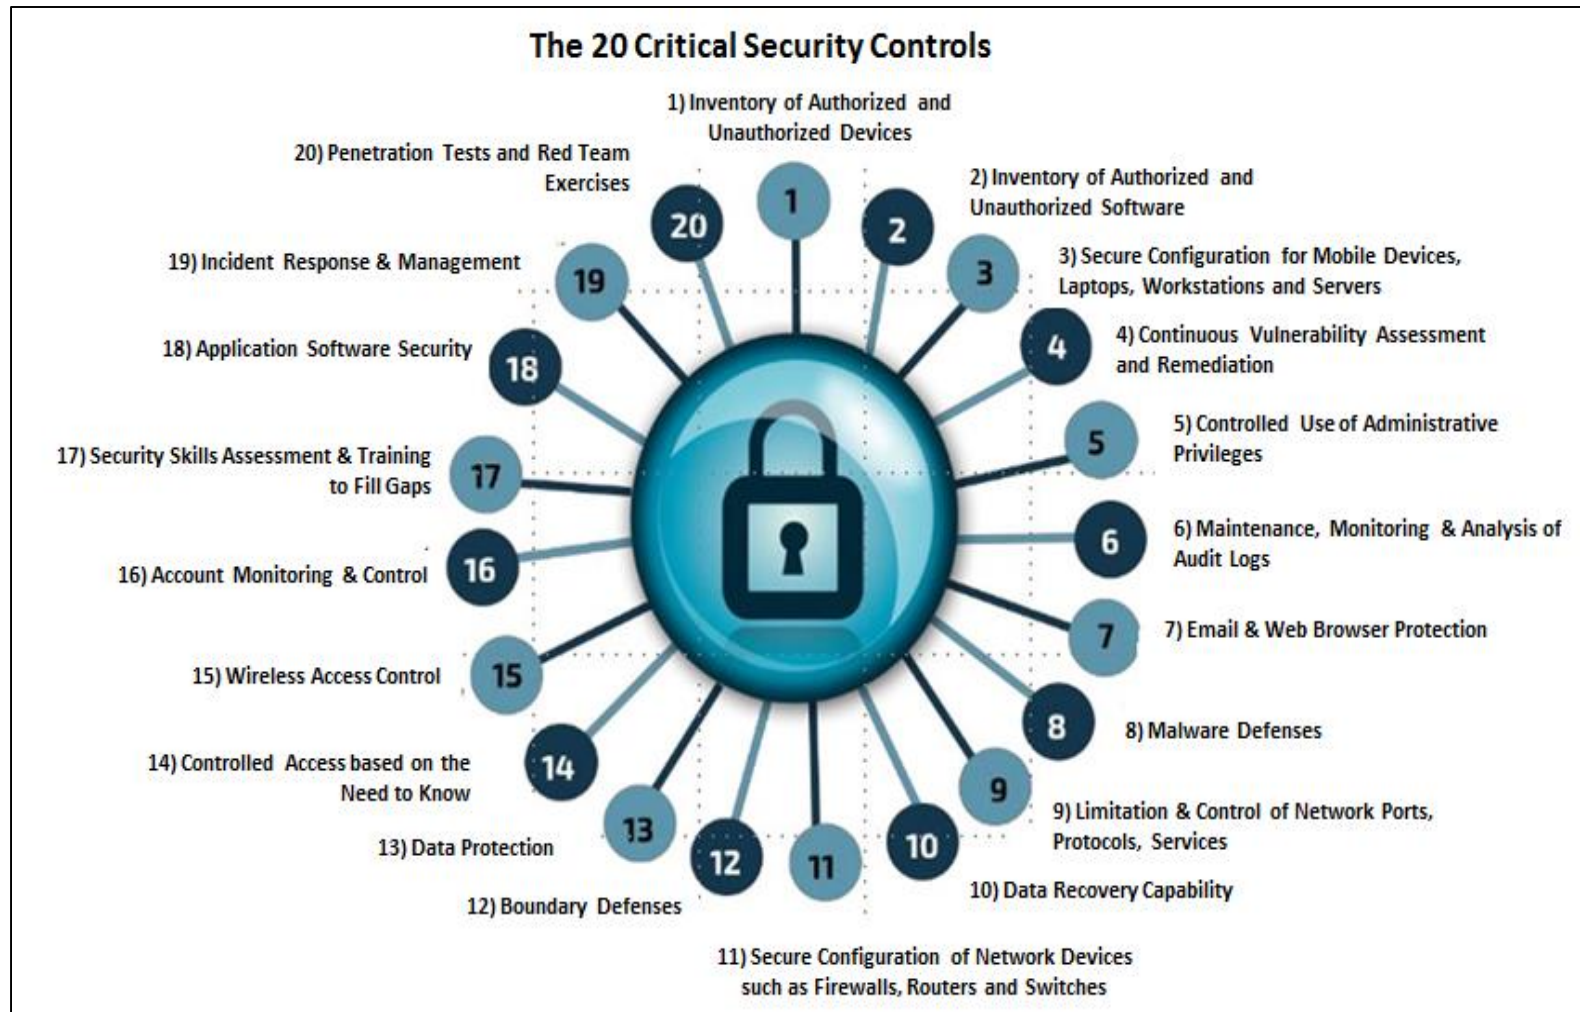 The 20 Critical Security Controls
1) Inventory of Authorized and
Unauthorized Devices
2) Inventory of Authorized and
Unauthorized Software
3) Secure Configuration for Mobile Devices,
Laptops, Workstations and Servers
4) Continuous Vulnerability Assessment
and Remediation
5) Controlled Use of Administrative
Privileges
6) Maintenance, Monitoring & Analysis of
Audit Logs
7) Email & Web Browser Protection
8) Malware Defenses
9) Limitation & Control of Network Ports,
Protocols, Services
10) Data Recovery Capability
11) Secure Configuration of Network Devices
such as Firewalls, Routers and Switches
12) Boundary Defenses
13) Data Protection
14) Controlled Access based on the
Need to Know
15) Wireless Access Control
16) Account Monitoring & Control
17) Security Skills Assessment & Training
to Fill Gaps
18) Application Software Security
19) Incident Response & Management
20) Penetration Tests and Red Team
Exercises
1
2
3
4
5
6
7
8
9
10
11
12
13
14
15
16
17
18
19
20